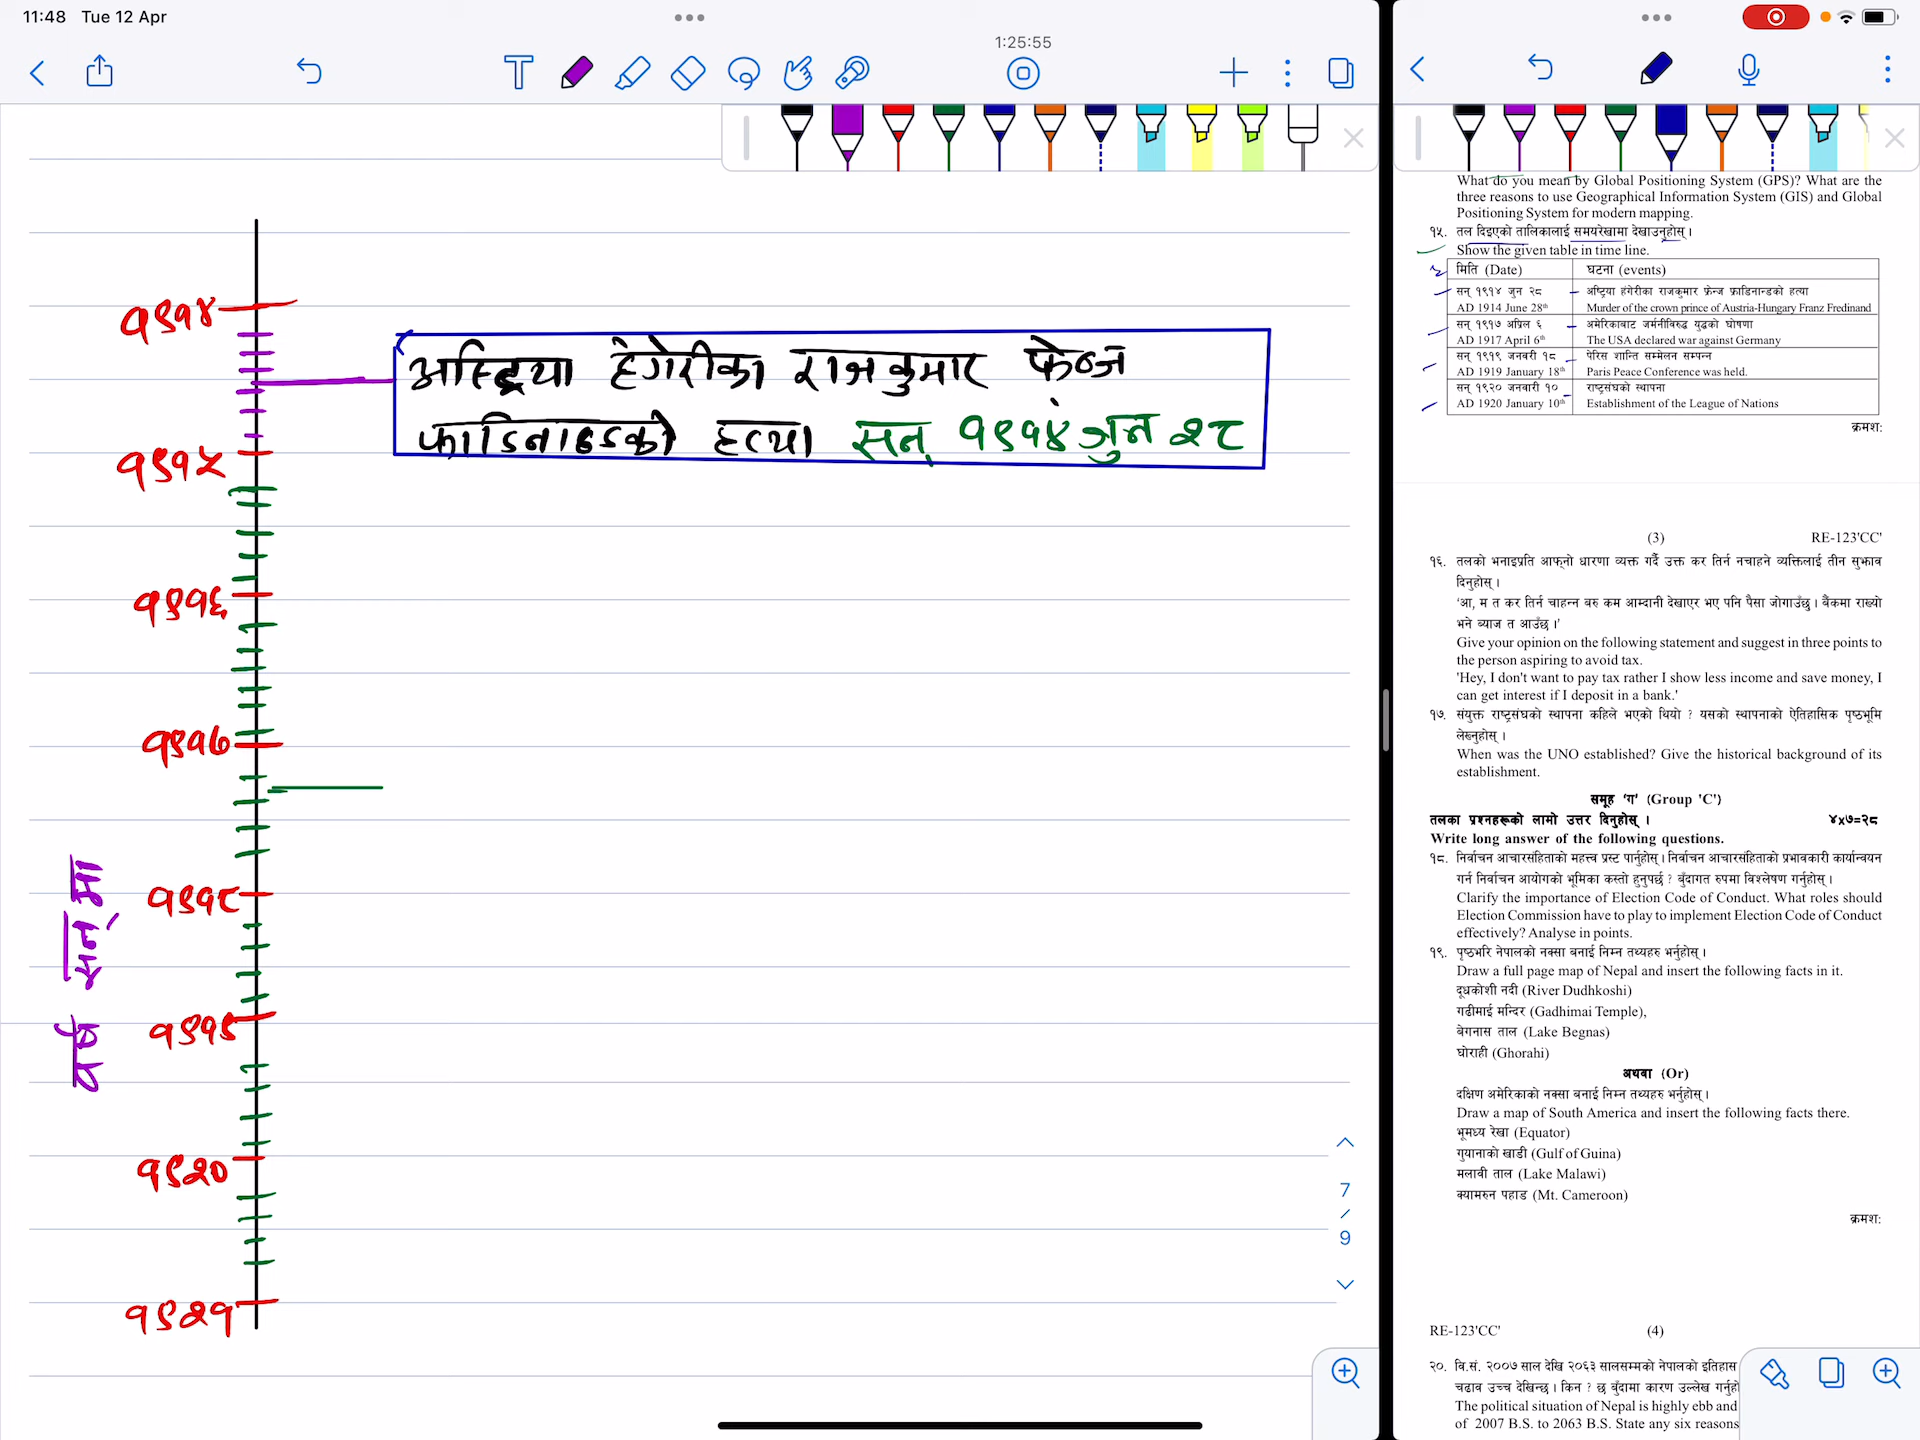 11:48 Tue 12 Apr
1:25:55
१९१४
अस्ट्रिया हंगेरीका राजकुमार फ्रेन्ज
फार्डिनाण्डको हत्या सन् १९१४ जुन २८
१९१५
१९१६
१९१७
१९१८
१९१९
१९२०
१९२१
वर्ष सन् मा
7
/
9
What do you mean by Global Positioning System (GPS)? What are the
three reasons to use Geographical Information System (GIS) and Global
Positioning System for modern mapping.
१५. तल दिइएको तालिकालाई समयरेखामा देखाउनुहोस् ।
Show the given table in time line.
मिति (Date) घटना (events)
सन् १९१४ जुन २८ अष्ट्रिया हंगेरीका राजकुमार फ्रेन्ज फ्राडिनान्डको हत्या
AD 1914 June 28th Murder of the crown prince of Austria-Hungary Franz Fredinand
सन् १९१७ अप्रिल ६ अमेरिकाबाट जर्मनीविरुद्ध युद्धको घोषणा
AD 1917 April 6th The USA declared war against Germany
सन् १९१९ जनवरी १८ पेरिस शान्ति सम्मेलन सम्पन्न
AD 1919 January 18th Paris Peace Conference was held.
सन् १९२० जनवारी १० राष्ट्रसंघको स्थापना
AD 1920 January 10th Establishment of the League of Nations
क्रमश:
(3) RE-123'CC'
१६. तलको भनाइप्रति आफ्नो धारणा व्यक्त गर्दै उक्त कर तिर्न नचाहने व्यक्तिलाई तीन सुझाव
दिनुहोस् ।
'आ, म त कर तिर्न चाहन्न बरु कम आम्दानी देखाएर भए पनि पैसा जोगाउँछु । बैंकमा राख्यो
भने ब्याज त आउँछ ।'
Give your opinion on the following statement and suggest in three points to
the person aspiring to avoid tax.
'Hey, I don't want to pay tax rather I show less income and save money, I
can get interest if I deposit in a bank.'
१७. संयुक्त राष्ट्रसंघको स्थापना कहिले भएको थियो ? यसको स्थापनाको ऐतिहासिक पृष्ठभूमि
लेख्नुहोस् ।
When was the UNO established? Give the historical background of its
establishment.
समूह 'ग' (Group 'C')
तलका प्रश्नहरूको लामो उत्तर दिनुहोस् । ४x७=२८
Write long answer of the following questions.
१८. निर्वाचन आचारसंहिताको महत्त्व प्रस्ट पार्नुहोस् । निर्वाचन आचारसंहिताको प्रभावकारी कार्यान्वयन
गर्न निर्वाचन आयोगको भूमिका कस्तो हुनुपर्छ ? बुँदागत रुपमा विश्लेषण गर्नुहोस् ।
Clarify the importance of Election Code of Conduct. What roles should
Election Commission have to play to implement Election Code of Conduct
effectively? Analyse in points.
१९. पृष्ठभरि नेपालको नक्सा बनाई निम्न तथ्यहरु भर्नुहोस् ।
Draw a full page map of Nepal and insert the following facts in it.
दूधकोशी नदी (River Dudhkoshi)
गढीमाई मन्दिर (Gadhimai Temple),
बेगनास ताल (Lake Begnas)
घोराही (Ghorahi)
अथवा (Or)
दक्षिण अमेरिकाको नक्सा बनाई निम्न तथ्यहरु भर्नुहोस् ।
Draw a map of South America and insert the following facts there.
भूमध्य रेखा (Equator)
गुयानाको खाडी (Gulf of Guina)
मलावी ताल (Lake Malawi)
क्यामरुन पहाड (Mt. Cameroon)
क्रमश:
RE-123'CC' (4)
२०. वि.सं. २००७ साल देखि २०६३ सालसम्मको नेपालको इतिहास
चढाव उच्च देखिन्छ । किन ? छ बुँदामा कारण उल्लेख गर्नुहो
The political situation of Nepal is highly ebb and
of 2007 B.S. to 2063 B.S. State any six reasons